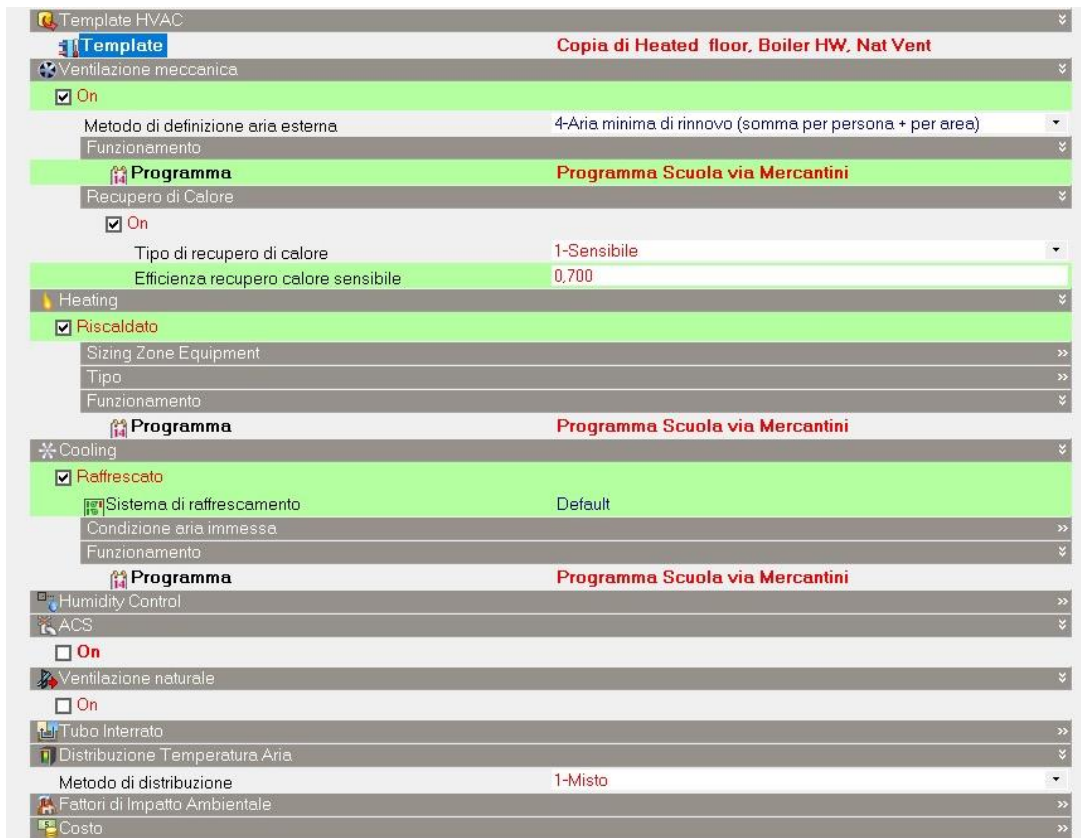 Template HVAC
Template Copia di Heated floor, Boiler HW, Nat Vent
Ventilazione meccanica
On
Metodo di definizione aria esterna 4-Aria minima di rinnovo (somma per persona + per area)
Funzionamento
Programma Programma Scuola via Mercantini
Recupero di Calore
On
Tipo di recupero di calore 1-Sensibile
Efficienza recupero calore sensibile 0,700
Heating
Riscaldato
Sizing Zone Equipment
Tipo
Funzionamento
Programma Programma Scuola via Mercantini
Cooling
Raffrescato
Sistema di raffrescamento Default
Condizione aria immessa
Funzionamento
Programma Programma Scuola via Mercantini
Humidity Control
ACS
On
Ventilazione naturale
On
Tubo Interrato
Distribuzione Temperatura Aria
Metodo di distribuzione 1-Misto
Fattori di Impatto Ambientale
Costo